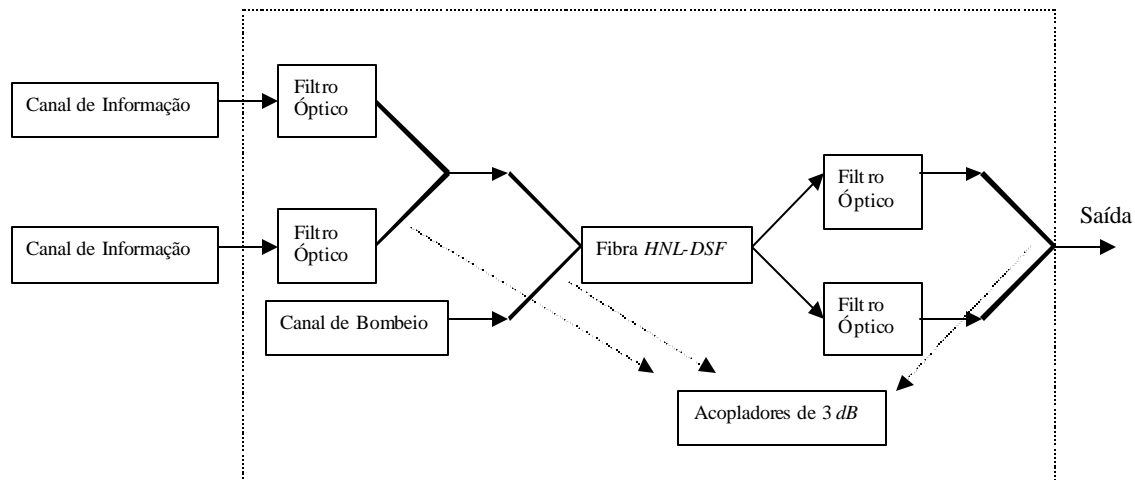 Filtro
Óptico
Canal de Informação
Filtro
Óptico
Canal de Informação
Filtro
Óptico
Saída
Fibra HNL-DSF
Filtro
Óptico
Canal de Bombeio
Acopladores de 3 dB